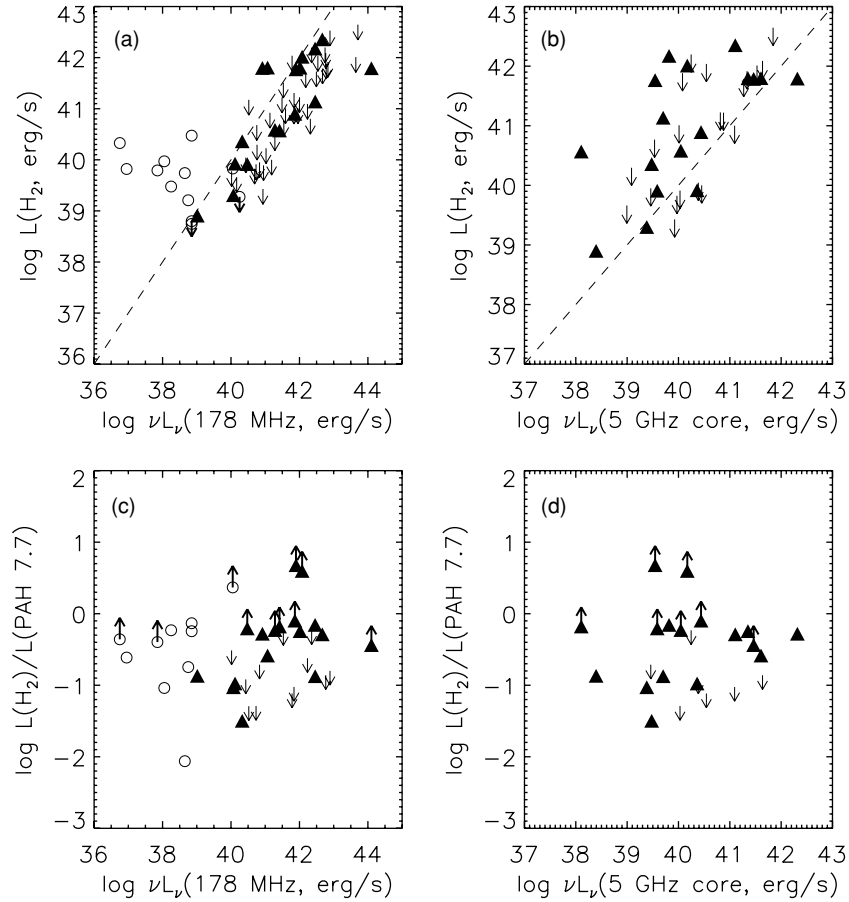 (a)
log L(H₂, erg/s)
43
42
41
40
39
38
37
36
36 38 40 42 44
log νLᵥ(178 MHz, erg/s)
(b)
log L(H₂, erg/s)
43
42
41
40
39
38
37
37 38 39 40 41 42 43
log νLᵥ(5 GHz core, erg/s)
(c)
log L(H₂)/L(PAH 7.7)
2
1
0
−1
−2
−3
36 38 40 42 44
log νLᵥ(178 MHz, erg/s)
(d)
log L(H₂)/L(PAH 7.7)
2
1
0
−1
−2
−3
37 38 39 40 41 42 43
log νLᵥ(5 GHz core, erg/s)